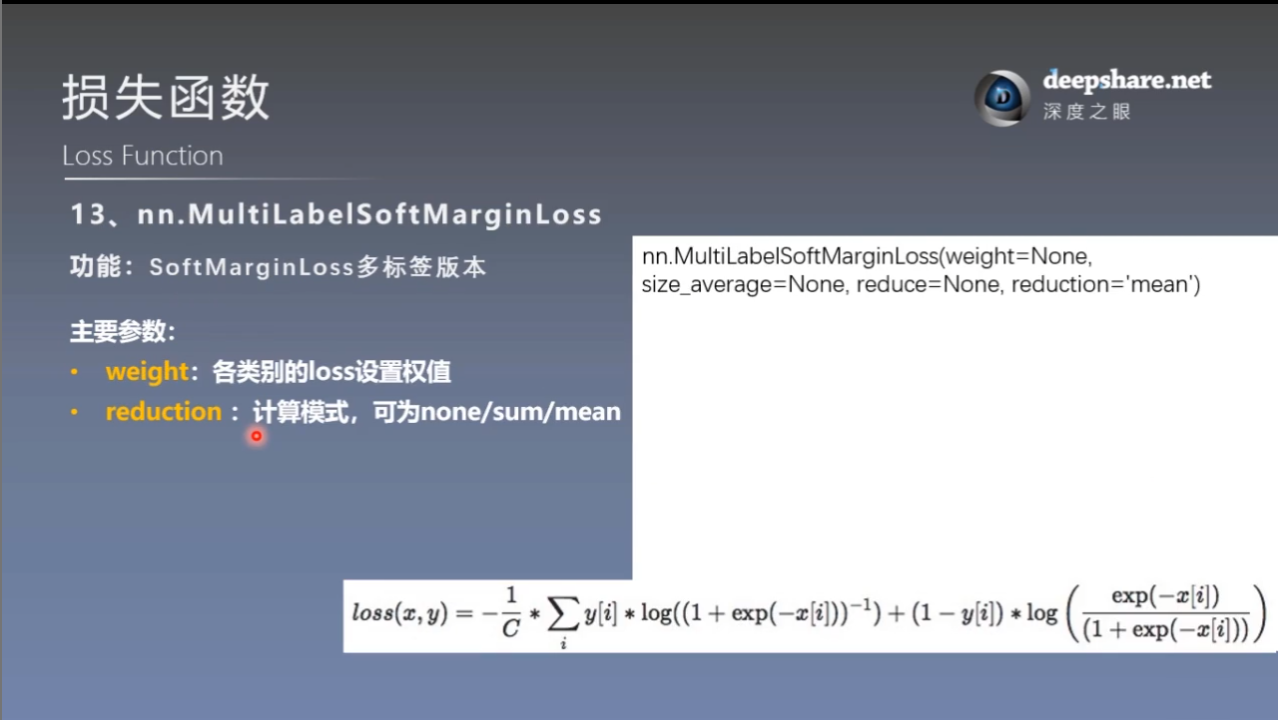 损失函数
Loss Function
deepshare.net
深度之眼
13、nn.MultiLabelSoftMarginLoss
功能：SoftMarginLoss多标签版本
主要参数：
• weight：各类别的loss设置权值
• reduction ：计算模式，可为none/sum/mean
nn.MultiLabelSoftMarginLoss(weight=None,
size_average=None, reduce=None, reduction='mean')
loss(x, y) = −\frac{1}{C} * \sum_i y[i] * log((1 + exp(−x[i]))^{−1}) + (1 − y[i]) * log\left(\frac{exp(−x[i])}{(1 + exp(−x[i]))}\right)